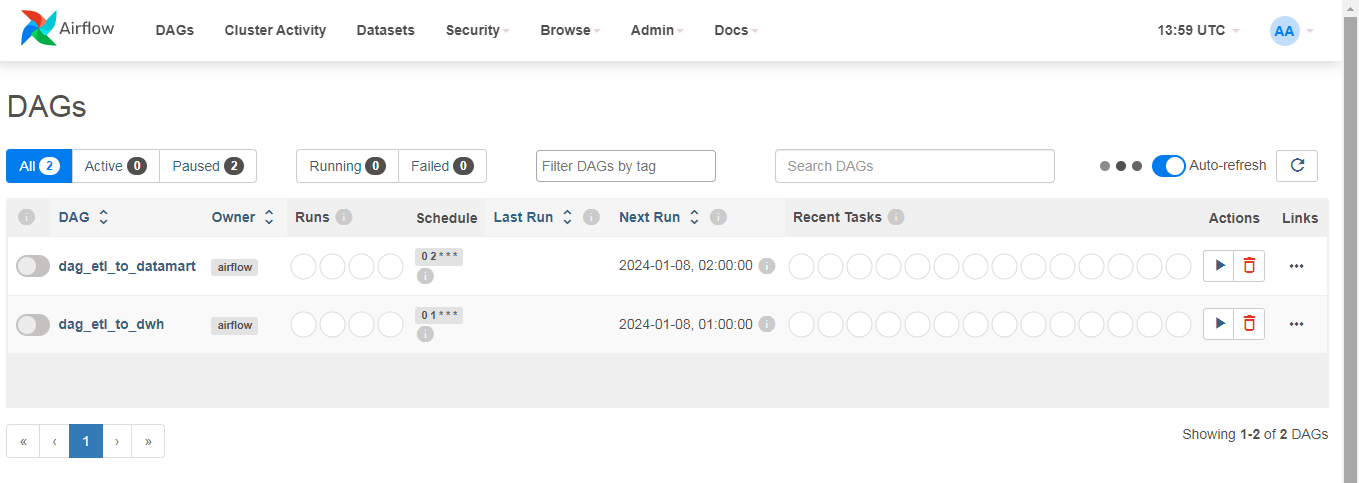 Airflow DAGs Cluster Activity Datasets Security Browse Admin Docs 13:59 UTC AA
DAGs
All 2 Active 0 Paused 2 Running 0 Failed 0 Filter DAGs by tag Search DAGs Auto-refresh
i DAG Owner Runs i Schedule Last Run i Next Run i Recent Tasks i Actions Links
dag_etl_to_datamart airflow 0 2 * * * i 2024-01-08, 02:00:00 i ...
dag_etl_to_dwh airflow 0 1 * * * i 2024-01-08, 01:00:00 i ...
« ‹ 1 › » Showing 1-2 of 2 DAGs